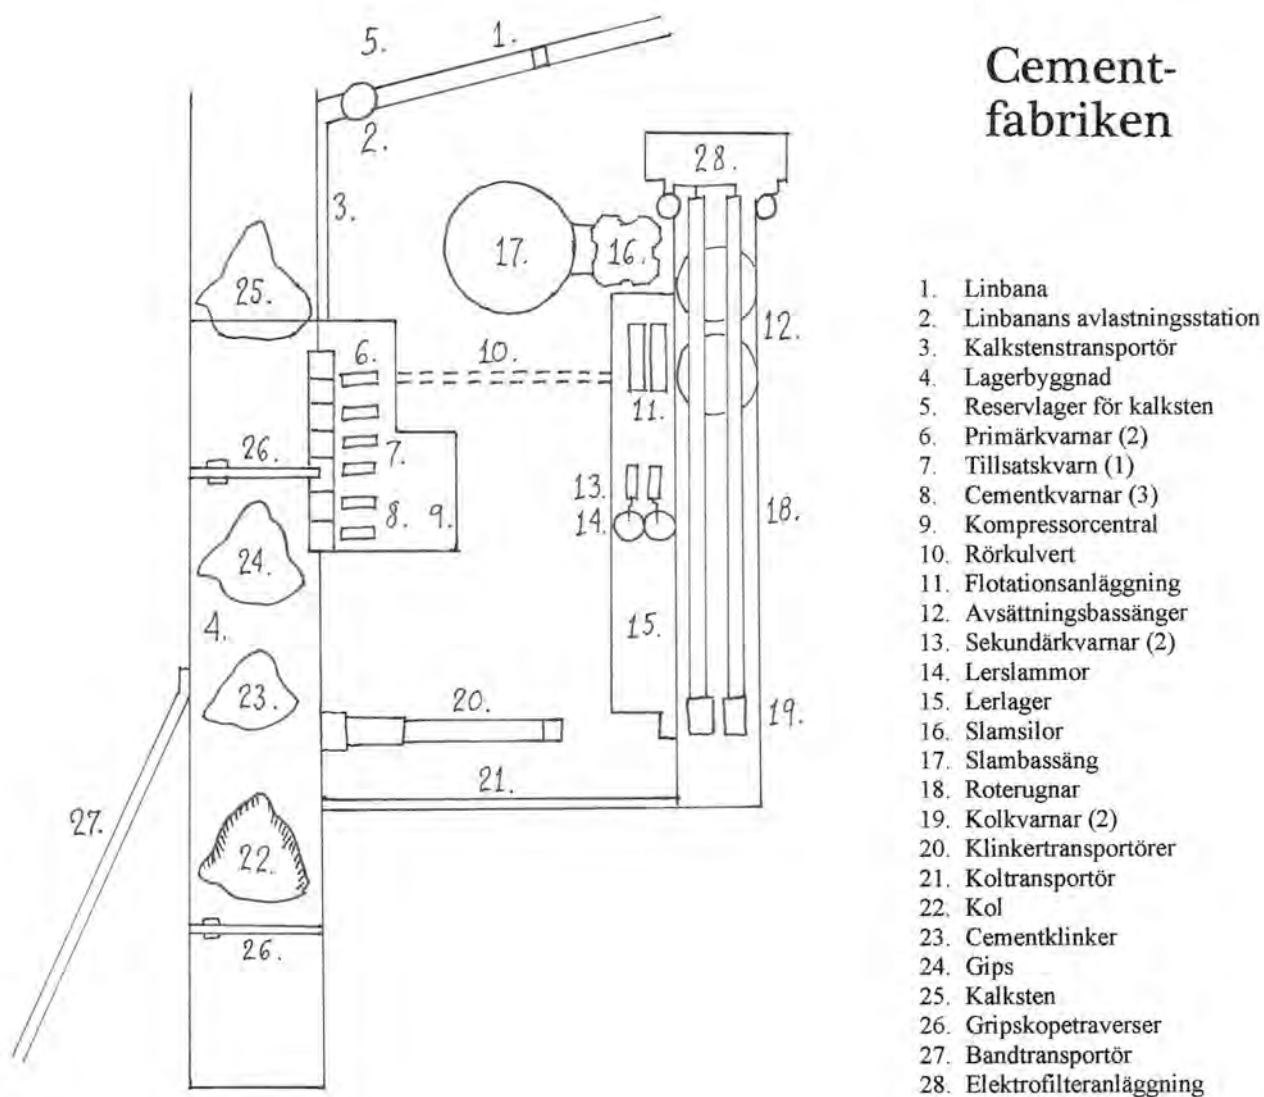 Cement-
fabriken
1. Linbana
2. Linbanans avlastningsstation
3. Kalkstenstransportör
4. Lagerbyggnad
5. Reservlager för kalksten
6. Primärkvarnar (2)
7. Tillsatskvarn (1)
8. Cementkvarnar (3)
9. Kompressorcentral
10. Rörkulvert
11. Flotationsanläggning
12. Avsättningsbassänger
13. Sekundärkvarnar (2)
14. Lerslammor
15. Lerlager
16. Slamsilor
17. Slambassäng
18. Roterugnar
19. Kolkvarnar (2)
20. Klinkertransportörer
21. Koltransportör
22. Kol
23. Cementklinker
24. Gips
25. Kalksten
26. Gripskopetraverser
27. Bandtransportör
28. Elektrofilteranläggning
5.
1.
2.
28.
3.
17.
16.
25.
12.
6.
10.
11.
26.
7.
13.
18.
8.
9.
14.
24.
4.
15.
23.
20.
19.
21.
27.
22.
26.